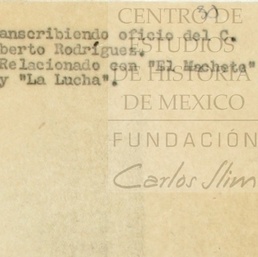 30
anscribiendo oficio del C.
berto Rodríguez.
Relacionado con "El Machete"
y "La Lucha".
CENTRO DE
ESTUDIOS
DE HISTORIA
DE MEXICO
FUNDACIÓN
Carlos Slim